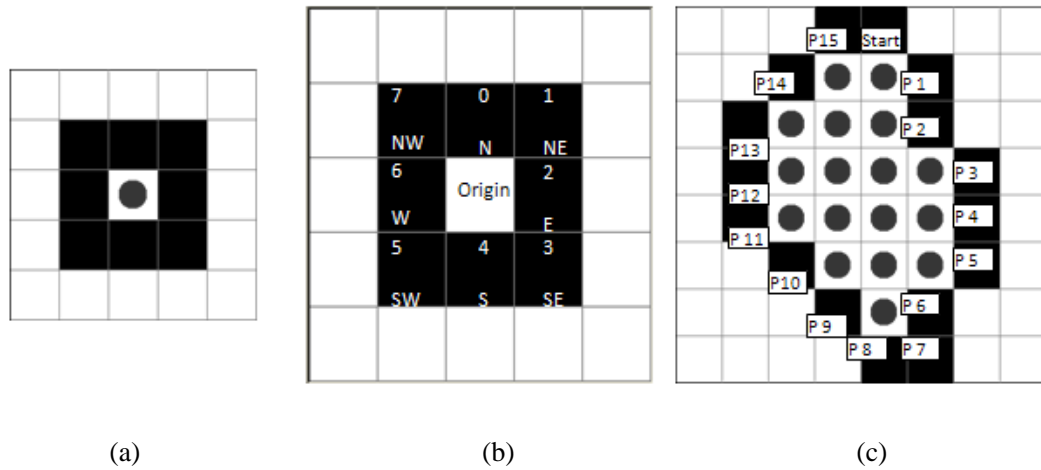 7 0 1
NW N NE
6 Origin 2
W E
5 4 3
SW S SE
P15 Start
P14 P 1
P 2
P13 P 3
P12 P 4
P 11 P 5
P10 P 6
P 9
P 8 P 7
(a) (b) (c)